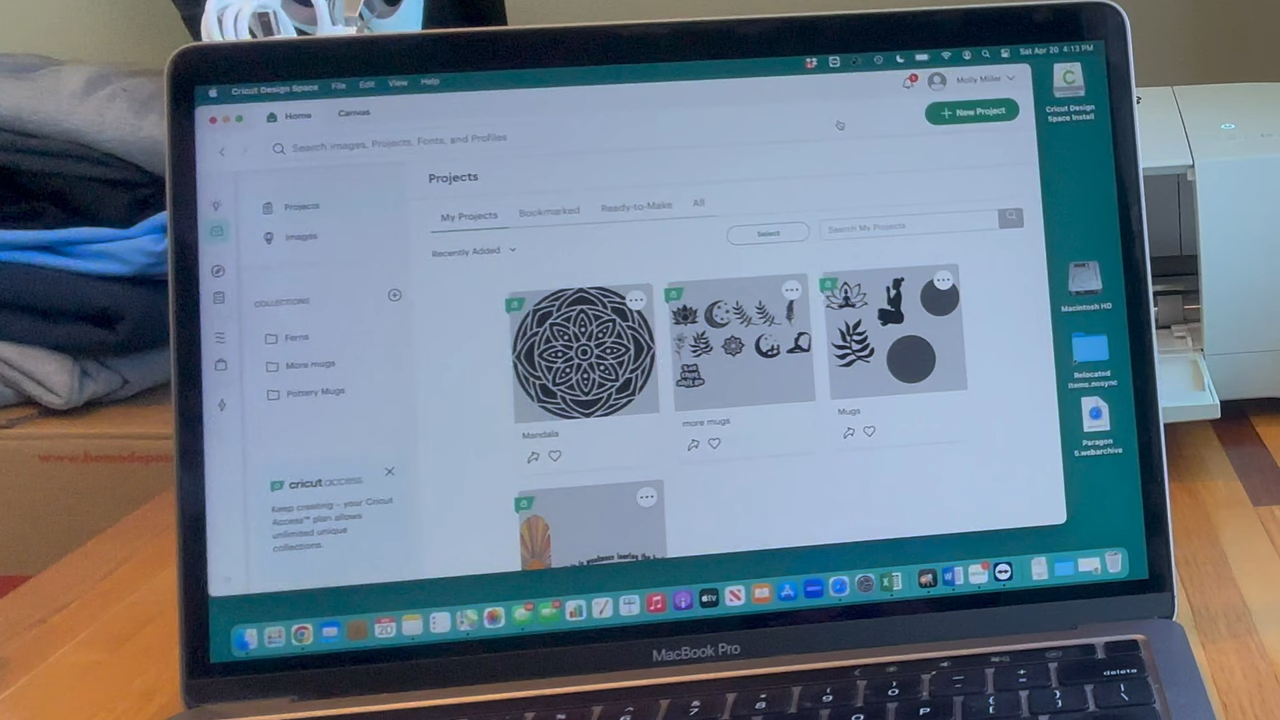 Cricut Design Space File Edit View Help
Sat Apr 20 4:13 PM
Home Canvas
Molly Miller
+ New Project
Search images, Projects, Fonts, and Profiles
Projects
Images
COLLECTIONS
Ferns
More mugs
Pottery Mugs
cricut access
Keep creating – your Cricut
Access™ plan allows
unlimited unique
collections.
Projects
My Projects Bookmarked Ready-to-Make All
Recently Added
Select
Search My Projects
Mandala
more mugs
Mugs
Cricut Design
Space Install
Macintosh HD
Relocated
Items.nosync
Paragon
5.webarchive
www.homedepot
MacBook Pro
delete